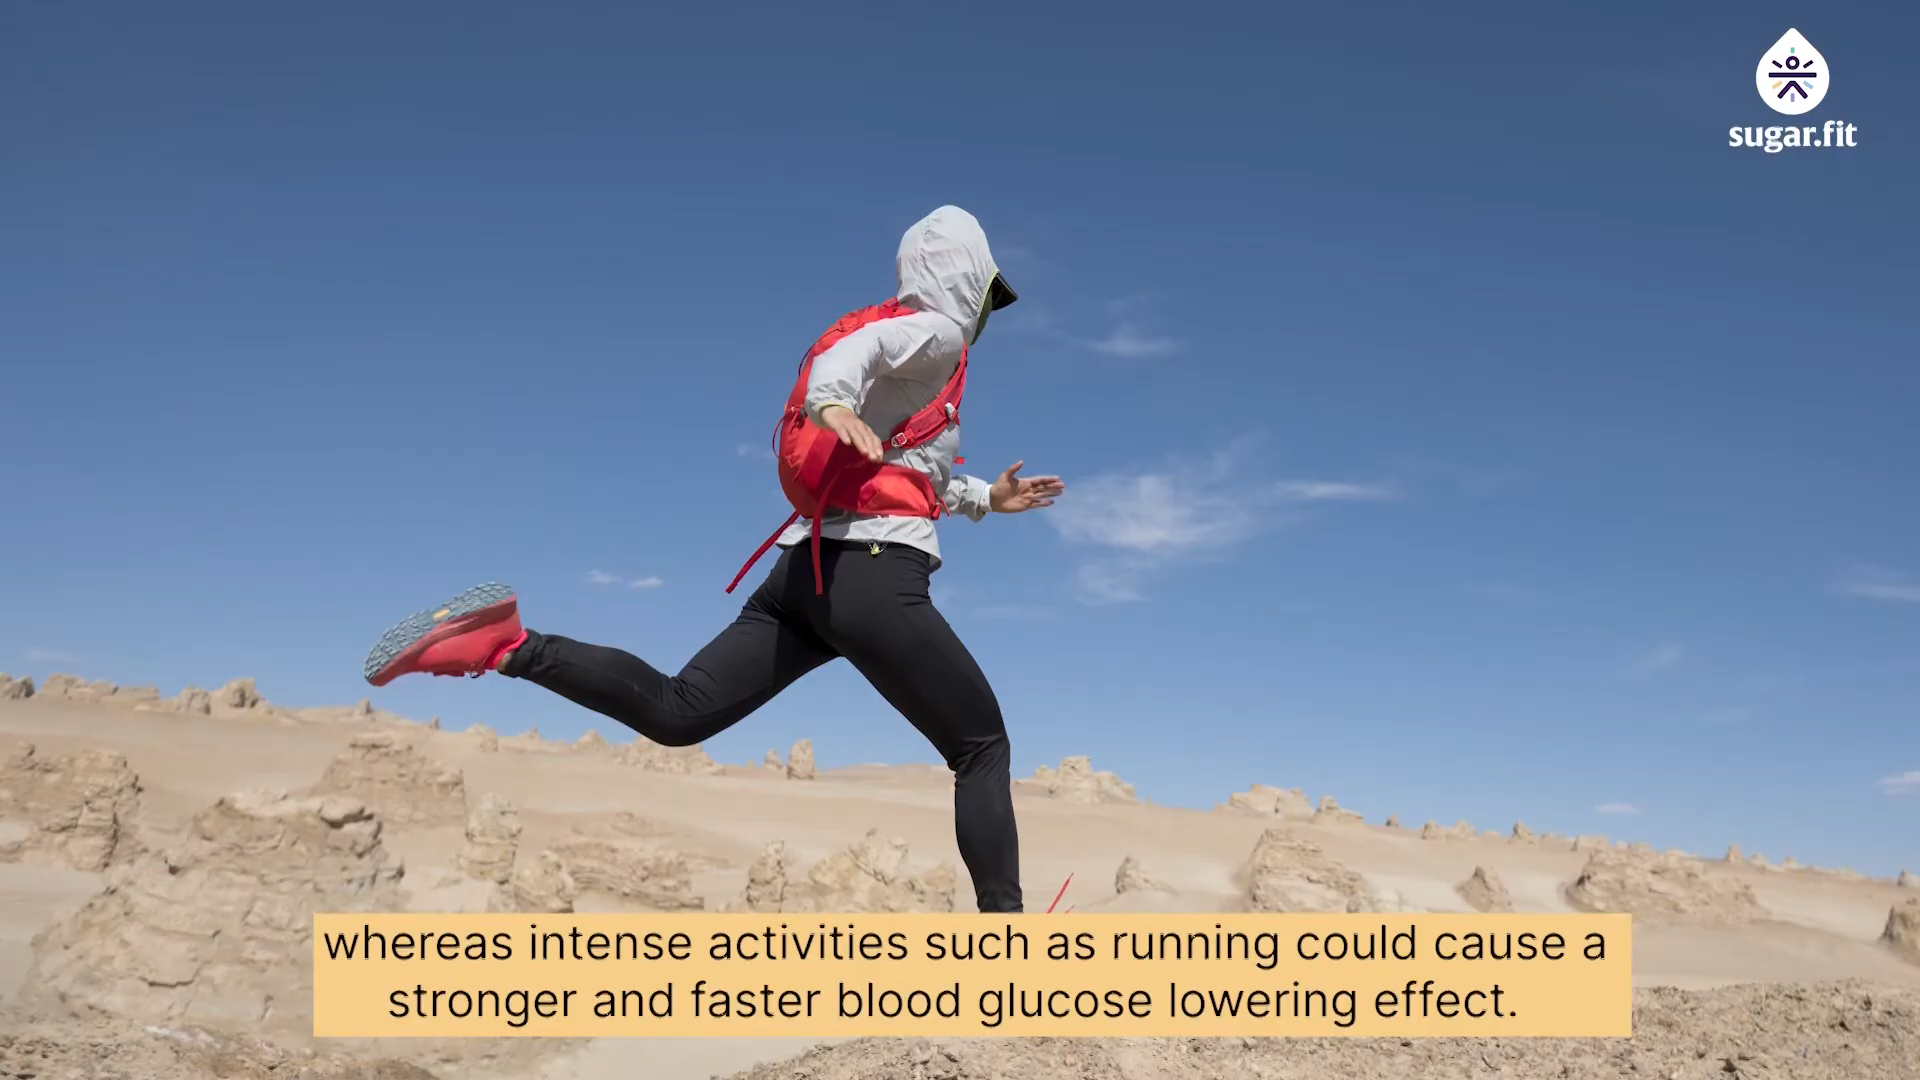 sugar.fit
whereas intense activities such as running could cause a
stronger and faster blood glucose lowering effect.